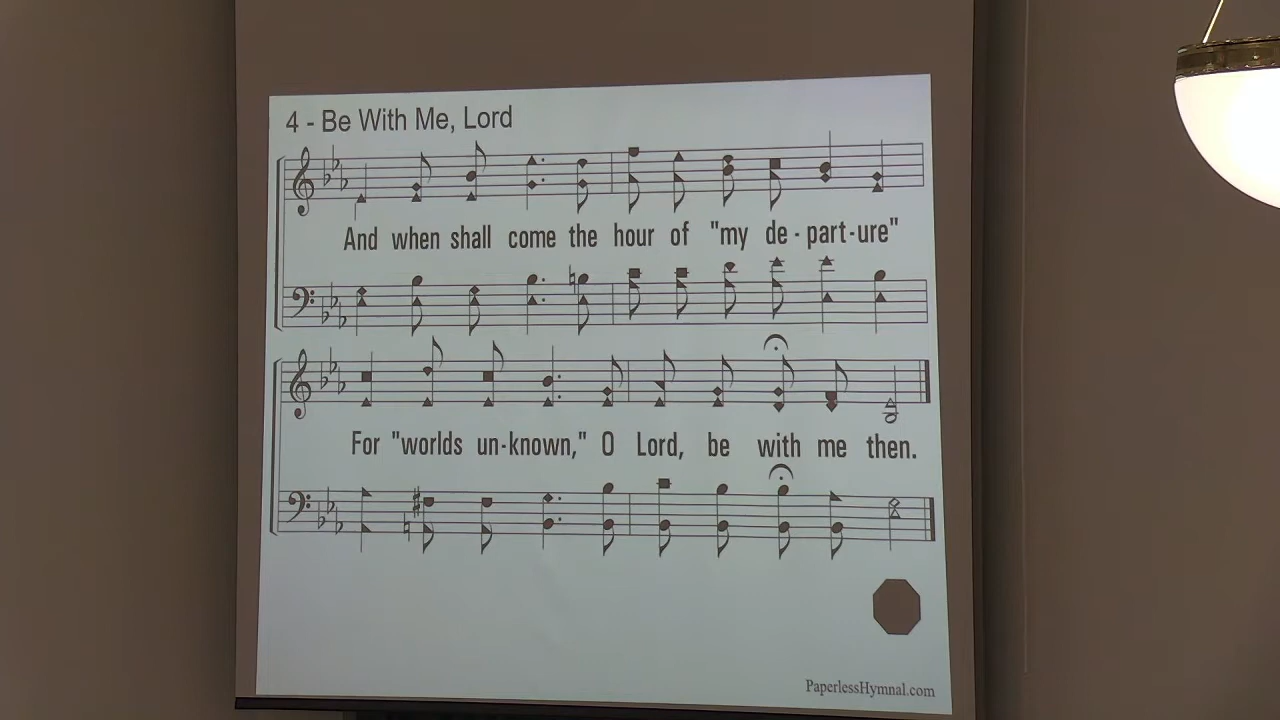 4 - Be With Me, Lord
And when shall come the hour of "my de - part - ure"
For "worlds un - known," O Lord, be with me then.
PaperlessHymnal.com